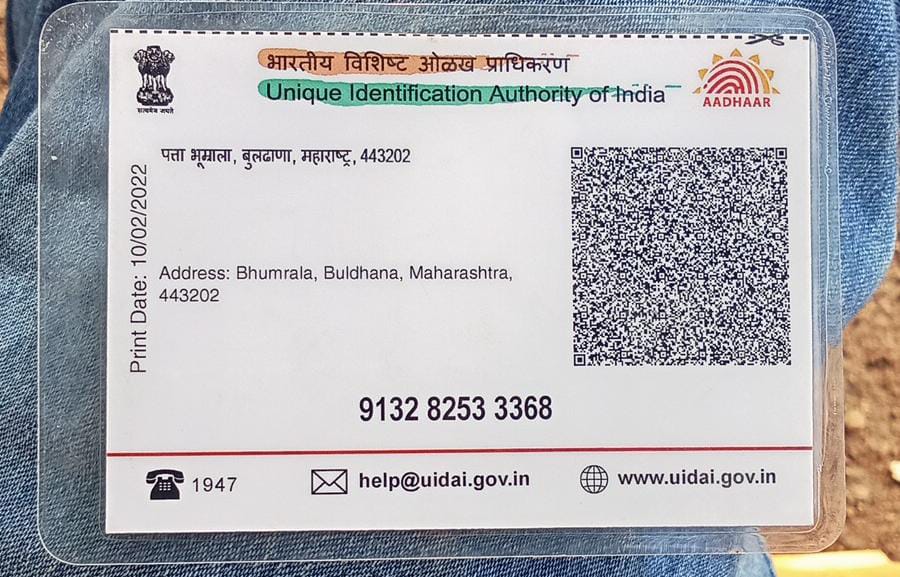 भारतीय विशिष्ट ओळख प्राधिकरण
Unique Identification Authority of India
सत्यमेव जयते
AADHAAR
पत्ता भूम्राला, बुलढाणा, महाराष्ट्र, 443202
Print Date: 10/02/2022
Address: Bhumrala, Buldhana, Maharashtra,
443202
9132 8253 3368
1947
help@uidai.gov.in
www.uidai.gov.in